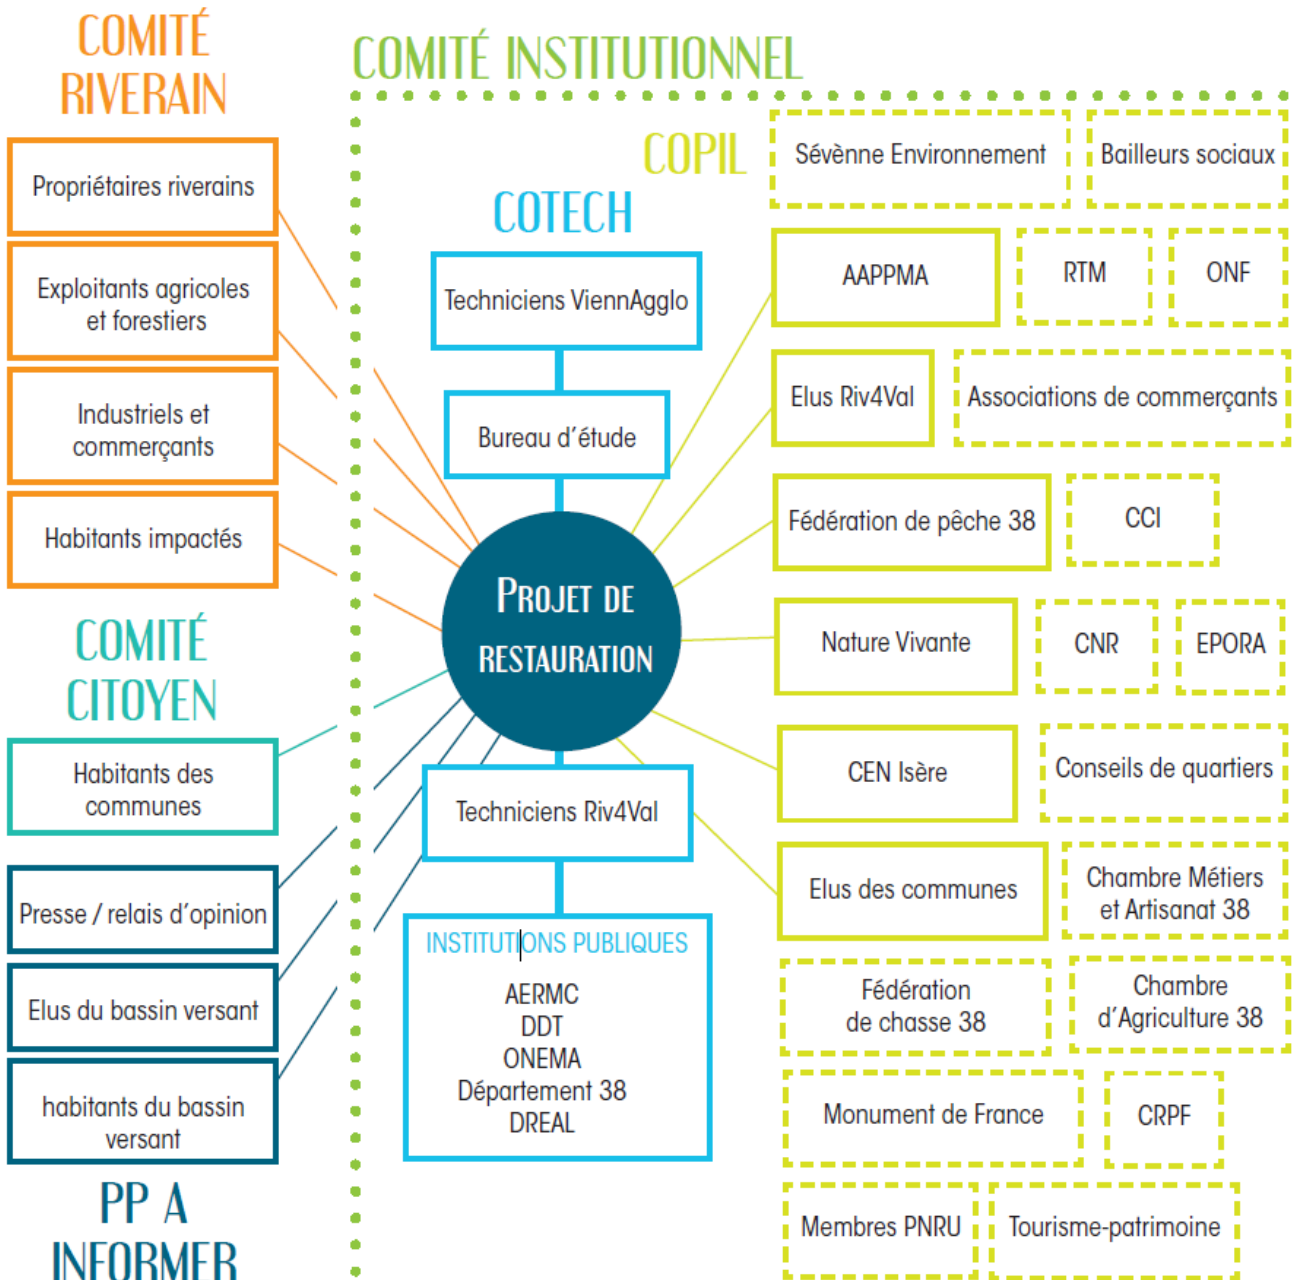 COMITÉ
RIVERAIN
Propriétaires riverains
Exploitants agricoles
et forestiers
Industriels et
commerçants
Habitants impactés
COMITÉ
CITOYEN
Habitants des
communes
Presse / relais d’opinion
Elus du bassin versant
habitants du bassin
versant
PP A
INFORMER
COMITÉ INSTITUTIONNEL
COTECH
Techniciens ViennAgglo
Bureau d’étude
PROJET DE
RESTAURATION
Techniciens Riv4Val
INSTITUTIONS PUBLIQUES
AERMC
DDT
ONEMA
Département 38
DREAL
COPIL
Sévènne Environnement
Bailleurs sociaux
AAPPMA
RTM
ONF
Elus Riv4Val
Associations de commerçants
Fédération de pêche 38
CCI
Nature Vivante
CNR
EPORA
CEN Isère
Conseils de quartiers
Elus des communes
Chambre Métiers
et Artisanat 38
Fédération
de chasse 38
Chambre
d’Agriculture 38
Monument de France
CRPF
Membres PNRU
Tourisme-patrimoine